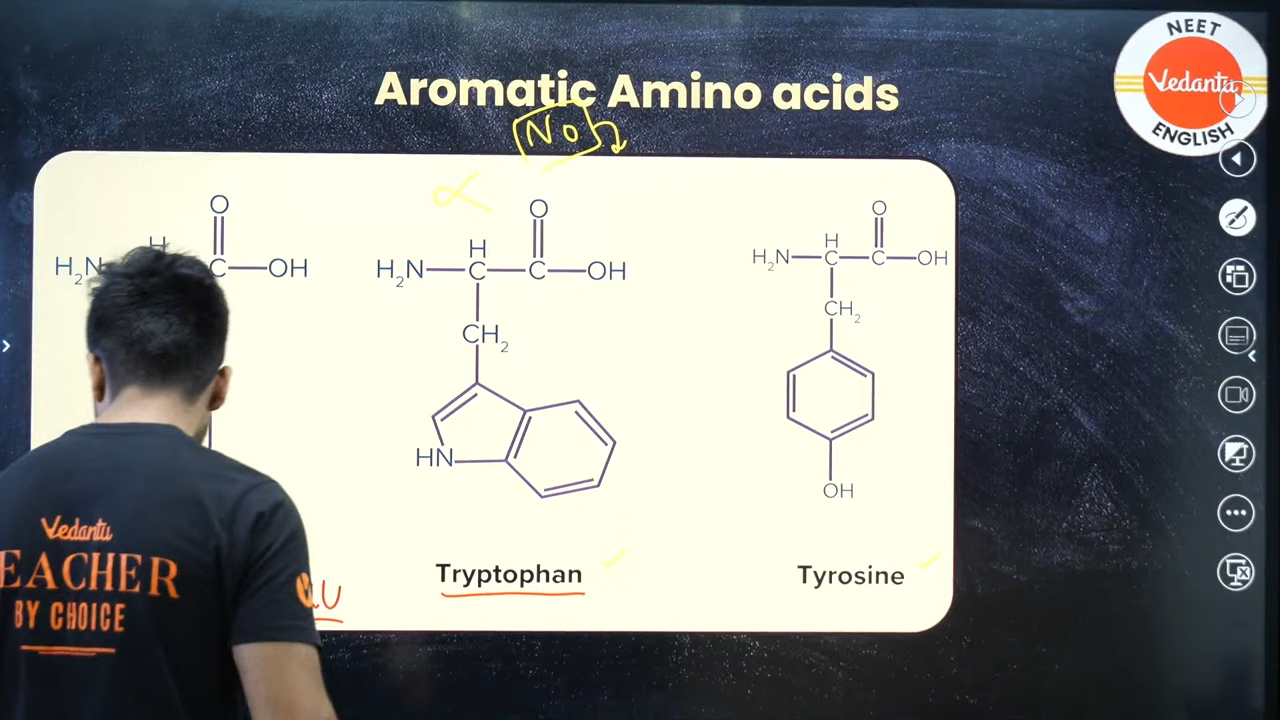 Aromatic Amino acids
NEET
Vedantu
ENGLISH
No
∝
O
H
H₂N
C
OH
O
H
H₂N
C
C
OH
CH₂
HN
Tryptophan
O
H
H₂N
C
C
OH
CH₂
OH
Tyrosine
U
Vedantu
EACHER
BY CHOICE